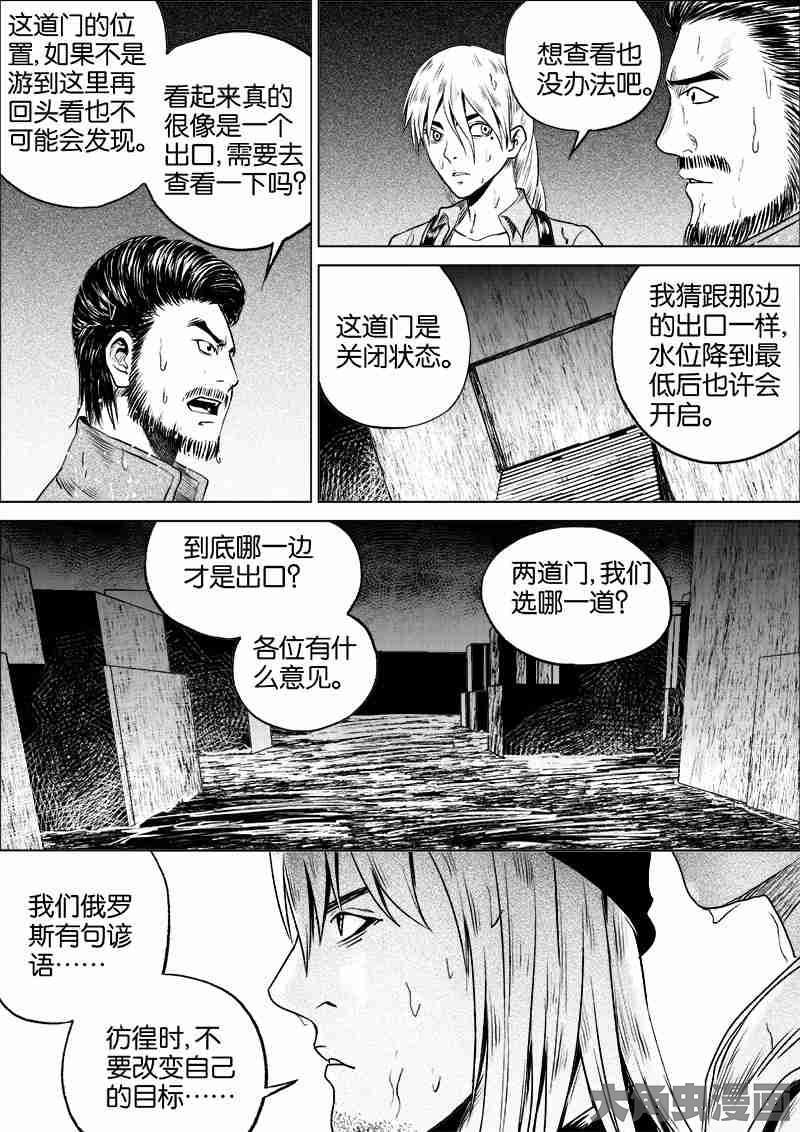 这道门的位
置,如果不是
游到这里再
回头看也不
可能会发现。
看起来真的
很像是一个
出口,需要去
查看一下吗?
想查看也
没办法吧。
这道门是
关闭状态。
我猜跟那边
的出口一样,
水位降到最
低后也许会
开启。
到底哪一边
才是出口?
各位有什
么意见。
两道门,我们
选哪一道?
我们俄罗
斯有句谚
语……
彷徨时,不
要改变自己
的目标……
大角虫漫画